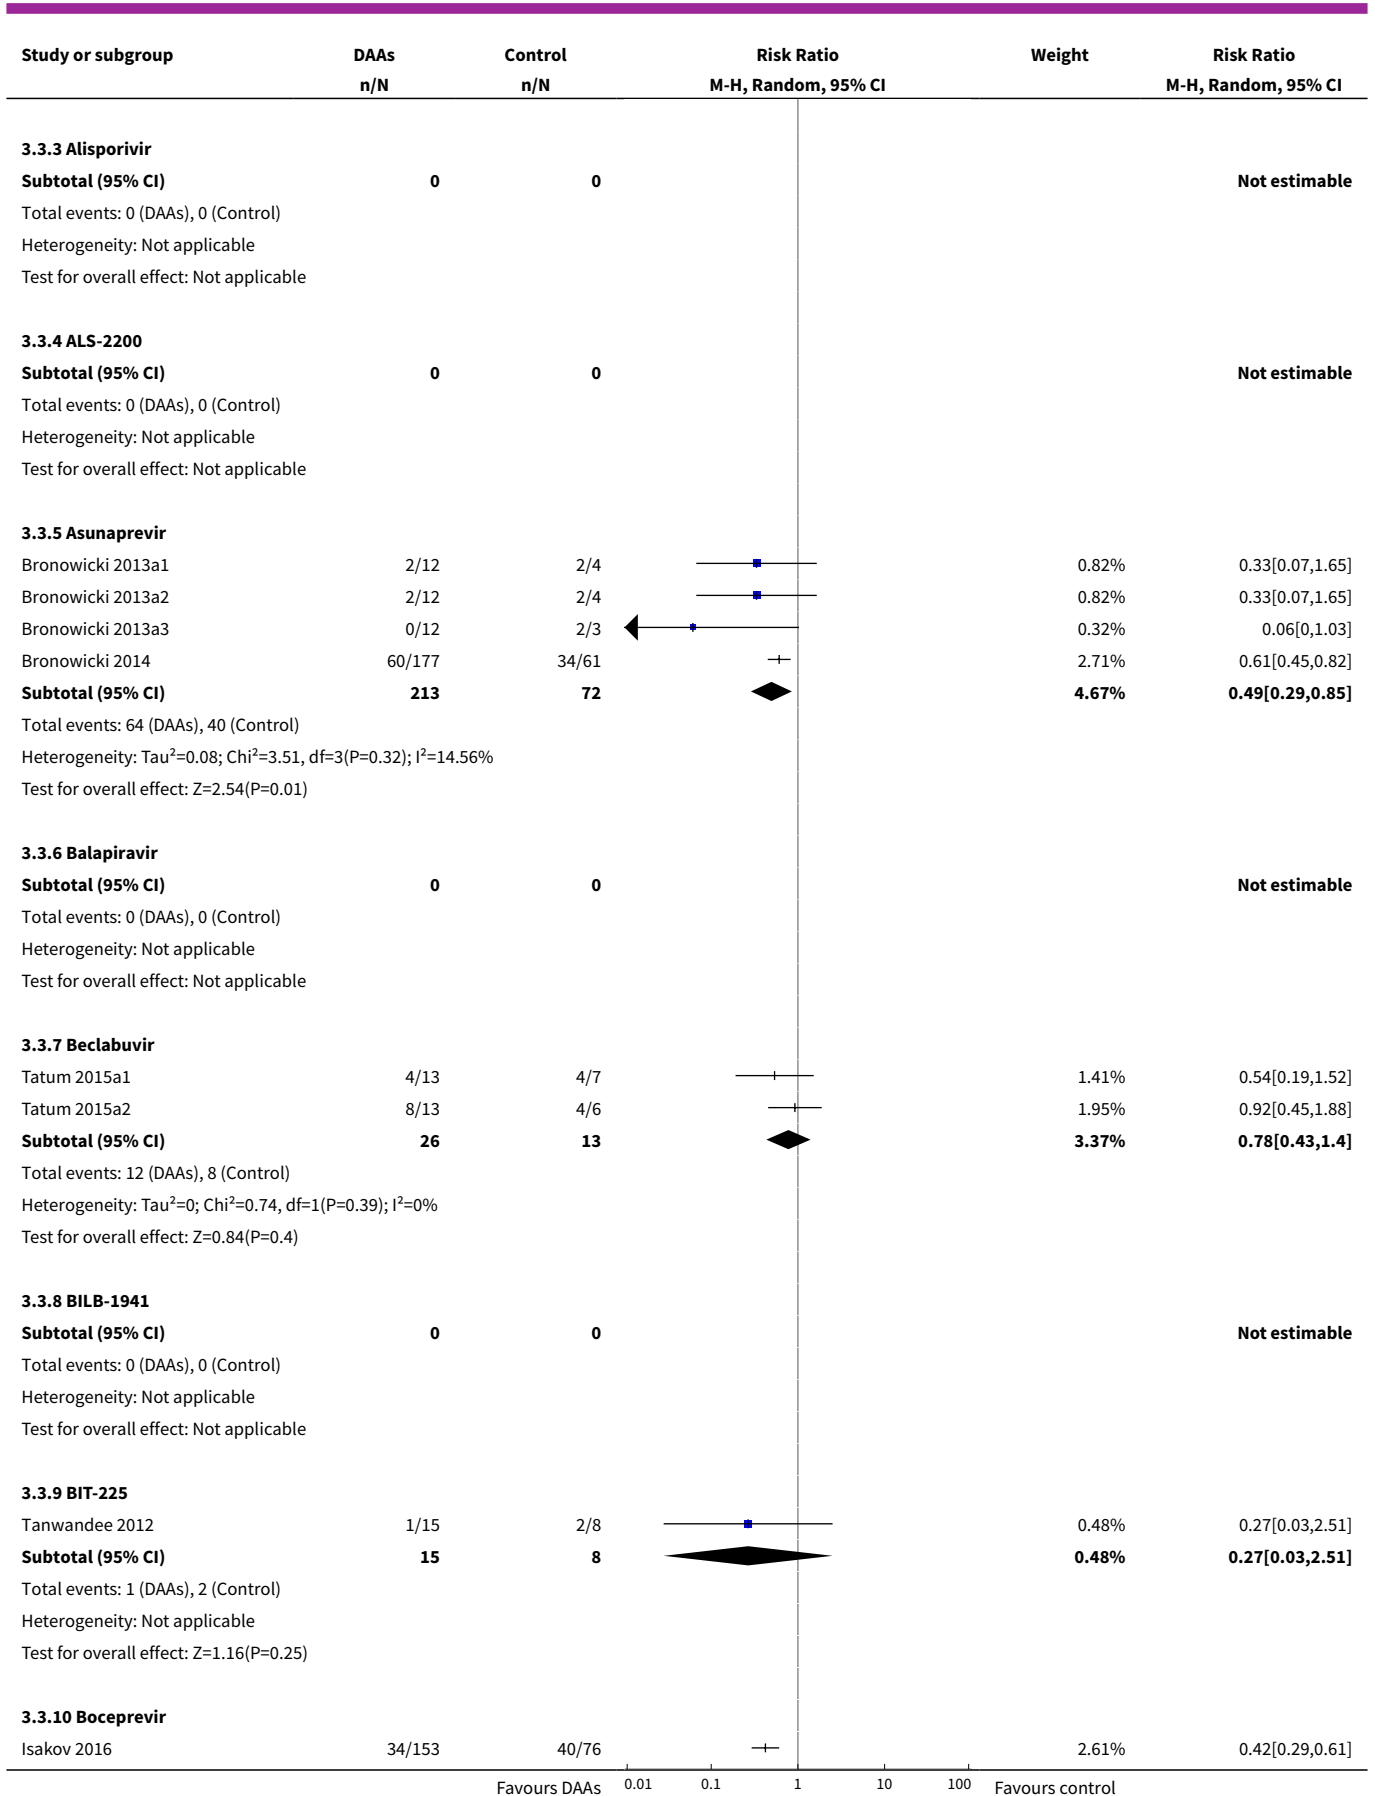 Study or subgroup DAAs Control Risk Ratio Weight Risk Ratio
n/N n/N M-H, Random, 95% CI M-H, Random, 95% CI
3.3.3 Alisporivir
Subtotal (95% CI) 0 0 Not estimable
Total events: 0 (DAAs), 0 (Control)
Heterogeneity: Not applicable
Test for overall effect: Not applicable
3.3.4 ALS-2200
Subtotal (95% CI) 0 0 Not estimable
Total events: 0 (DAAs), 0 (Control)
Heterogeneity: Not applicable
Test for overall effect: Not applicable
3.3.5 Asunaprevir
Bronowicki 2013a1 2/12 2/4 0.82% 0.33[0.07,1.65]
Bronowicki 2013a2 2/12 2/4 0.82% 0.33[0.07,1.65]
Bronowicki 2013a3 0/12 2/3 0.32% 0.06[0,1.03]
Bronowicki 2014 60/177 34/61 2.71% 0.61[0.45,0.82]
Subtotal (95% CI) 213 72 4.67% 0.49[0.29,0.85]
Total events: 64 (DAAs), 40 (Control)
Heterogeneity: Tau²=0.08; Chi²=3.51, df=3(P=0.32); I²=14.56%
Test for overall effect: Z=2.54(P=0.01)
3.3.6 Balapiravir
Subtotal (95% CI) 0 0 Not estimable
Total events: 0 (DAAs), 0 (Control)
Heterogeneity: Not applicable
Test for overall effect: Not applicable
3.3.7 Beclabuvir
Tatum 2015a1 4/13 4/7 1.41% 0.54[0.19,1.52]
Tatum 2015a2 8/13 4/6 1.95% 0.92[0.45,1.88]
Subtotal (95% CI) 26 13 3.37% 0.78[0.43,1.4]
Total events: 12 (DAAs), 8 (Control)
Heterogeneity: Tau²=0; Chi²=0.74, df=1(P=0.39); I²=0%
Test for overall effect: Z=0.84(P=0.4)
3.3.8 BILB-1941
Subtotal (95% CI) 0 0 Not estimable
Total events: 0 (DAAs), 0 (Control)
Heterogeneity: Not applicable
Test for overall effect: Not applicable
3.3.9 BIT-225
Tanwandee 2012 1/15 2/8 0.48% 0.27[0.03,2.51]
Subtotal (95% CI) 15 8 0.48% 0.27[0.03,2.51]
Total events: 1 (DAAs), 2 (Control)
Heterogeneity: Not applicable
Test for overall effect: Z=1.16(P=0.25)
3.3.10 Boceprevir
Isakov 2016 34/153 40/76 2.61% 0.42[0.29,0.61]
Favours DAAs 0.01 0.1 1 10 100 Favours control